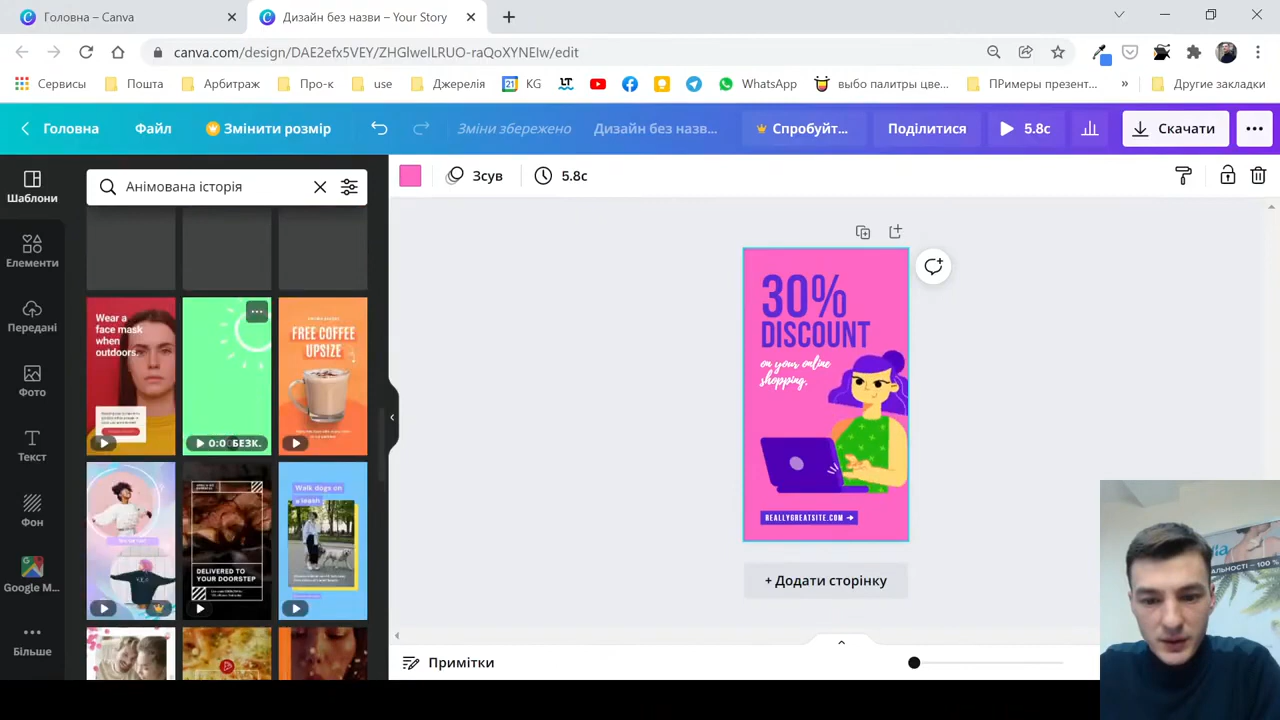 Головна – Canva
Дизайн без назви – Your Story
canva.com/design/DAE2efx5VEY/ZHGlwelLRUO-raQoXYNEIw/edit
Сервисы
Пошта
Арбитраж
Про-к
use
Джерелія
KG
WhatsApp
выбо палитры цве...
ПРимеры презент...
»
Другие закладки
Головна
Файл
Змінити розмір
Зміни збережено
Дизайн без назв...
Спробуйт...
Поділитися
5.8с
Скачати
Шаблони
Анімована історія
Зсув
5.8с
Елементи
Передані
Фото
Текст
Фон
Google M...
Більше
Wear a
face mask
when
outdoors.
0:0
БЕЗК.
FREE COFFEE
UPSIZE
DELIVERED TO
YOUR DOORSTEP
Walk dogs on
a leash
30%
DISCOUNT
on your online
shopping.
REALLYGREATSITE.COM →
+ Додати сторінку
Примітки